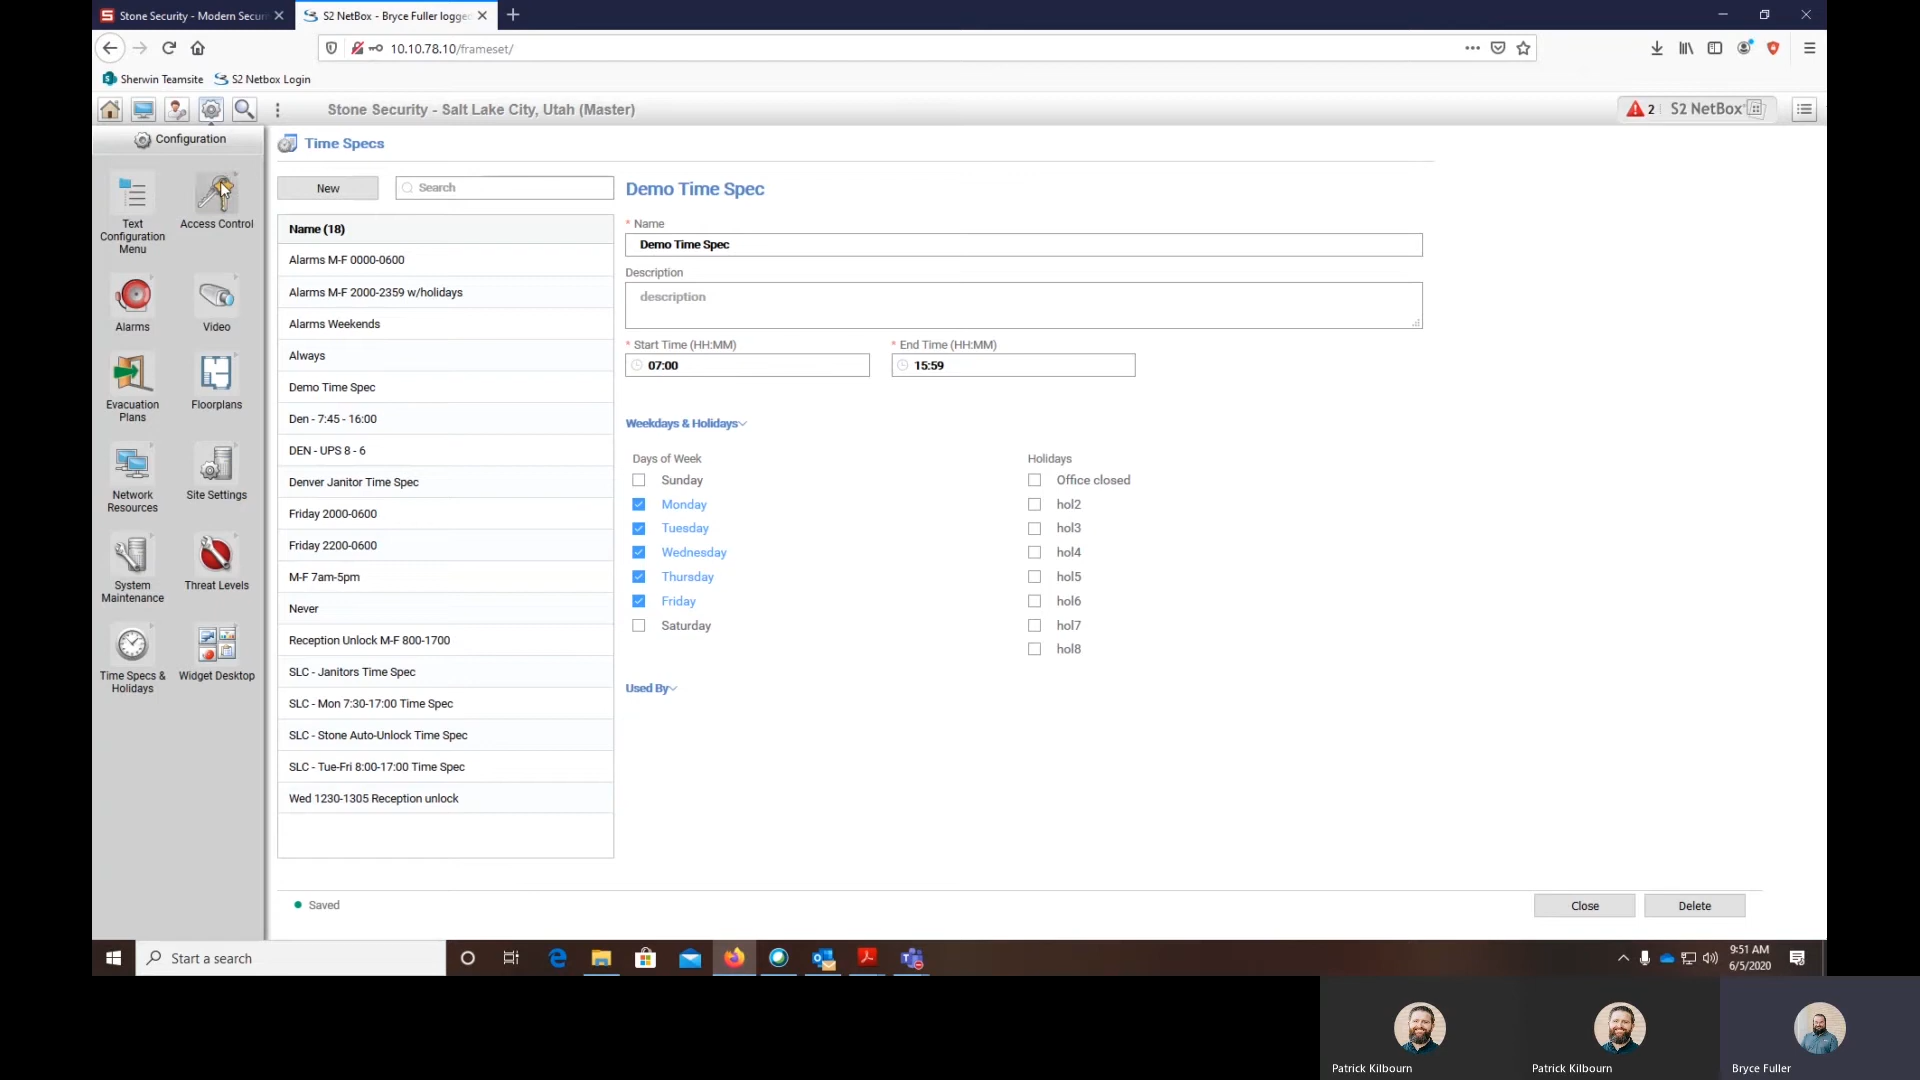 Stone Security - Modern Secur
S2 NetBox - Bryce Fuller logge
10.10.78.10/frameset/
Sherwin Teamsite
S2 Netbox Login
Stone Security - Salt Lake City, Utah (Master)
2
S2 NetBox
Configuration
Text Configuration Menu
Access Control
Alarms
Video
Evacuation Plans
Floorplans
Network Resources
Site Settings
System Maintenance
Threat Levels
Time Specs & Holidays
Widget Desktop
Time Specs
New
Search
Name (18)
Alarms M-F 0000-0600
Alarms M-F 2000-2359 w/holidays
Alarms Weekends
Always
Demo Time Spec
Den - 7:45 - 16:00
DEN - UPS 8 - 6
Denver Janitor Time Spec
Friday 2000-0600
Friday 2200-0600
M-F 7am-5pm
Never
Reception Unlock M-F 800-1700
SLC - Janitors Time Spec
SLC - Mon 7:30-17:00 Time Spec
SLC - Stone Auto-Unlock Time Spec
SLC - Tue-Fri 8:00-17:00 Time Spec
Wed 1230-1305 Reception unlock
Demo Time Spec
* Name
Demo Time Spec
Description
description
* Start Time (HH:MM)
07:00
* End Time (HH:MM)
15:59
Weekdays & Holidays
Days of Week
Sunday
Monday
Tuesday
Wednesday
Thursday
Friday
Saturday
Holidays
Office closed
hol2
hol3
hol4
hol5
hol6
hol7
hol8
Used By
Saved
Close
Delete
Start a search
9:51 AM
6/5/2020
Patrick Kilbourn
Patrick Kilbourn
Bryce Fuller